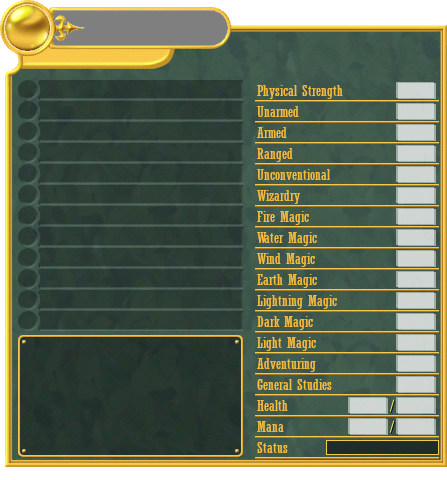 Physical Strength
Unarmed
Armed
Ranged
Unconventional
Wizardry
Fire Magic
Water Magic
Wind Magic
Earth Magic
Lightning Magic
Dark Magic
Light Magic
Adventuring
General Studies
Health /
Mana /
Status